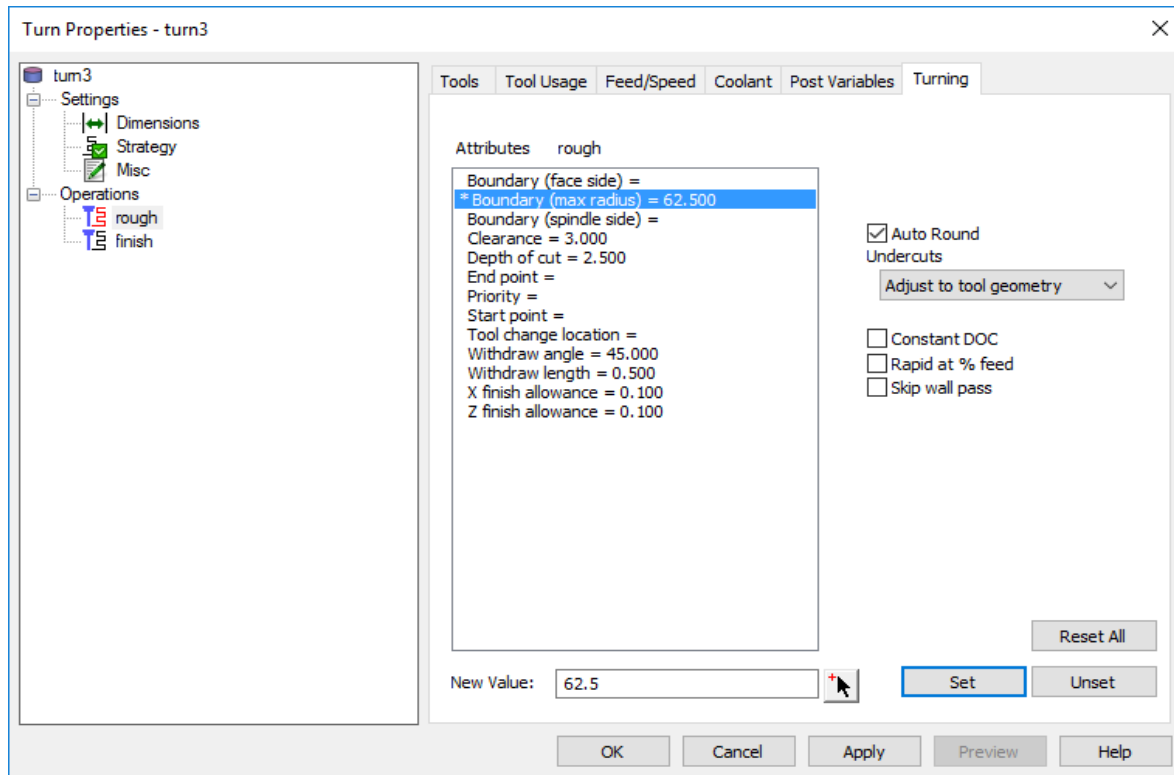 Turn Properties - turn3
turn3
Settings
Dimensions
Strategy
Misc
Operations
rough
finish
Tools Tool Usage Feed/Speed Coolant Post Variables Turning
Attributes rough
Boundary (face side) =
* Boundary (max radius) = 62.500
Boundary (spindle side) =
Clearance = 3.000
Depth of cut = 2.500
End point =
Priority =
Start point =
Tool change location =
Withdraw angle = 45.000
Withdraw length = 0.500
X finish allowance = 0.100
Z finish allowance = 0.100
Auto Round
Undercuts
Adjust to tool geometry
Constant DOC
Rapid at % feed
Skip wall pass
Reset All
New Value: 62.5 Set Unset
OK Cancel Apply Preview Help